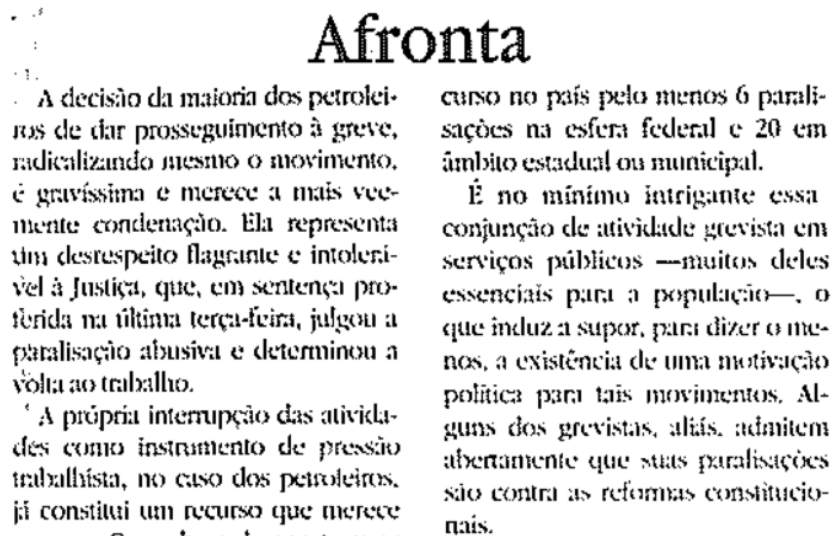 Afronta
A decisão da maioria dos petrolei-
ros de dar prosseguimento à greve,
radicalizando mesmo o movimento,
é gravíssima e merece a mais vee-
mente condenação. Ela representa
um desrespeito flagrante e intolerá-
vel à Justiça, que, em sentença pro-
ferida na última terça-feira, julgou a
paralisação abusiva e determinou a
volta ao trabalho.
A própria interrupção das ativida-
des como instrumento de pressão
trabalhista, no caso dos petroleiros,
já constitui um recurso que merece
curso no país pelo menos 6 parali-
sações na esfera federal e 20 em
âmbito estadual ou municipal.
É no mínimo intrigante essa
conjunção de atividade grevista em
serviços públicos —muitos deles
essenciais para a população—, o
que induz a supor, para dizer o me-
nos, a existência de uma motivação
política para tais movimentos. Al-
guns dos grevistas, aliás, admitem
abertamente que suas paralisações
são contra as reformas constitucio-
nais.